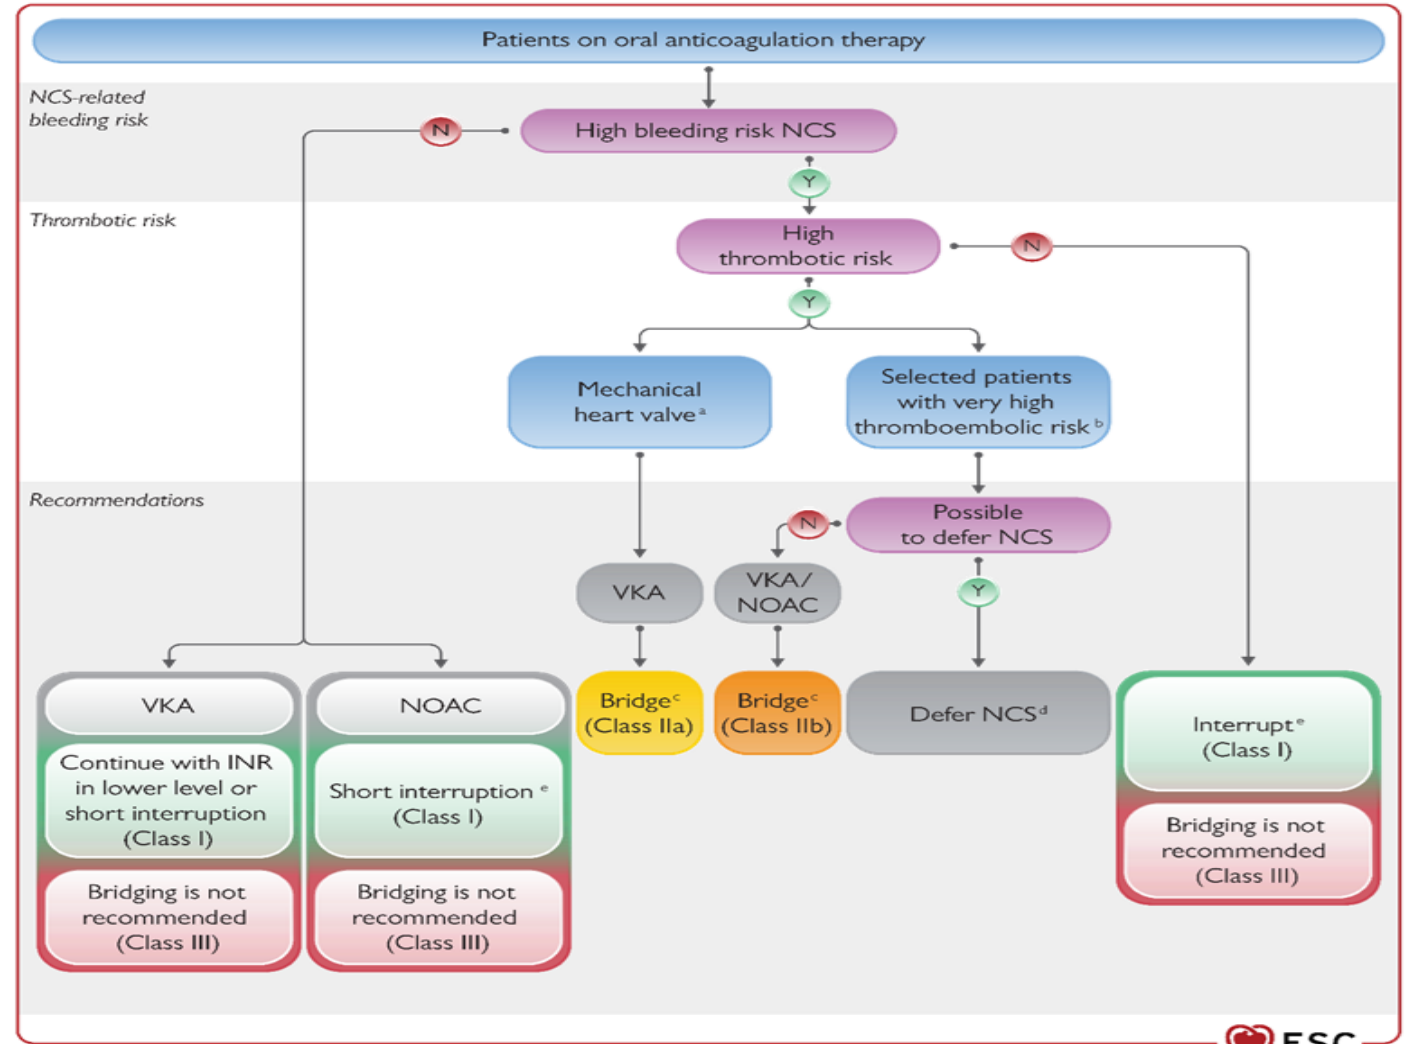 Patients on oral anticoagulation therapy
NCS-related
bleeding risk
N
High bleeding risk NCS
Y
Thrombotic risk
High
thrombotic risk
N
Y
Mechanical
heart valve a
Selected patients
with very high
thromboembolic risk b
Recommendations
Possible
to defer NCS
N
Y
VKA
VKA/
NOAC
VKA
Continue with INR
in lower level or
short interruption
(Class I)
Bridging is not
recommended
(Class III)
NOAC
Short interruption e
(Class I)
Bridging is not
recommended
(Class III)
Bridge c
(Class IIa)
Bridge c
(Class IIb)
Defer NCS d
Interrupt e
(Class I)
Bridging is not
recommended
(Class III)
ESC